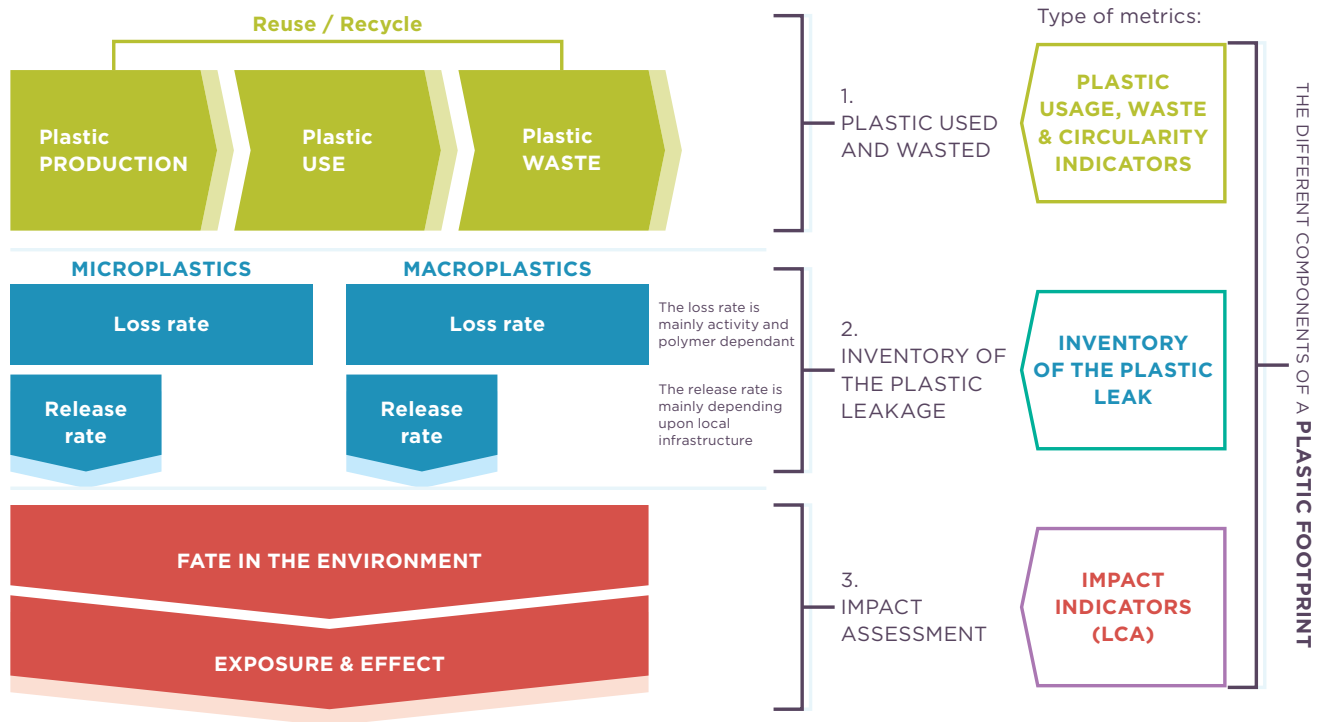 Reuse / Recycle
Plastic
PRODUCTION
Plastic
USE
Plastic
WASTE
1.
PLASTIC USED
AND WASTED
Type of metrics:
PLASTIC
USAGE, WASTE
& CIRCULARITY
INDICATORS
MICROPLASTICS
MACROPLASTICS
Loss rate
Loss rate
The loss rate is
mainly activity and
polymer dependant
Release
rate
Release
rate
The release rate is
mainly depending
upon local
infrastructure
2.
INVENTORY OF
THE PLASTIC
LEAKAGE
INVENTORY
OF THE PLASTIC
LEAK
FATE IN THE ENVIRONMENT
EXPOSURE & EFFECT
3.
IMPACT
ASSESSMENT
IMPACT
INDICATORS
(LCA)
THE DIFFERENT COMPONENTS OF A PLASTIC FOOTPRINT